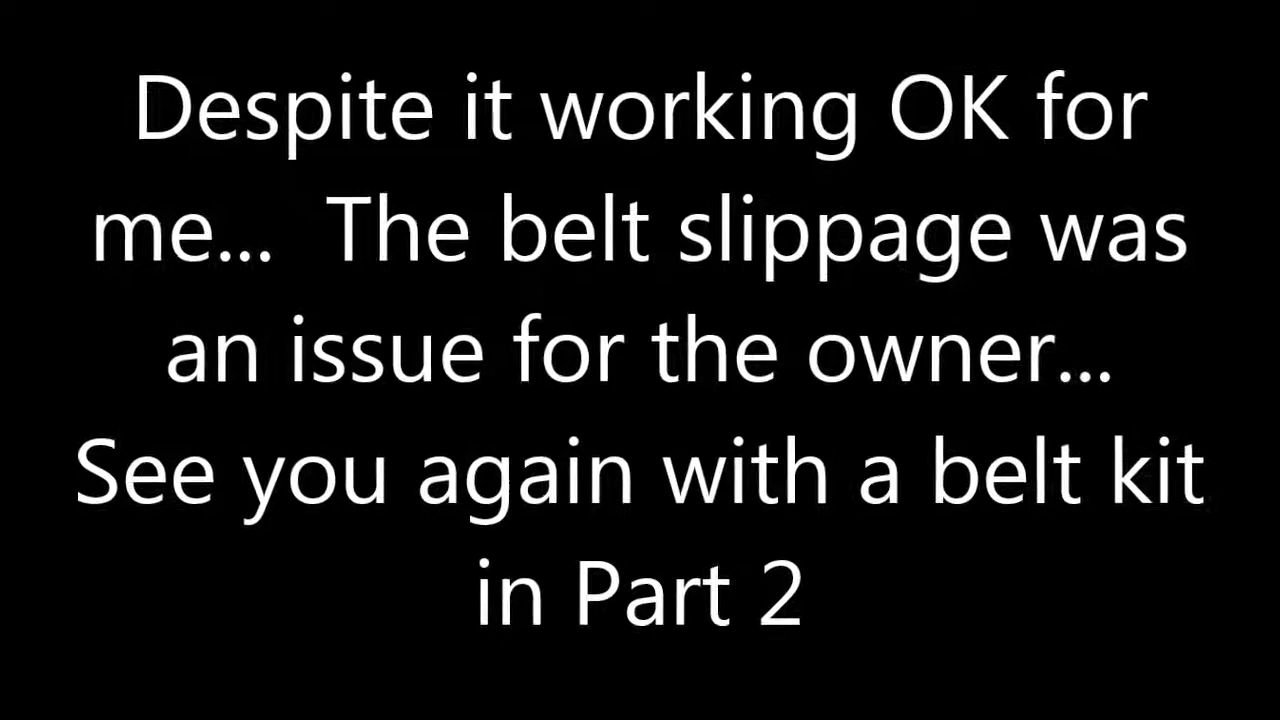 Despite it working OK for
me...  The belt slippage was
an issue for the owner...
See you again with a belt kit
in Part 2